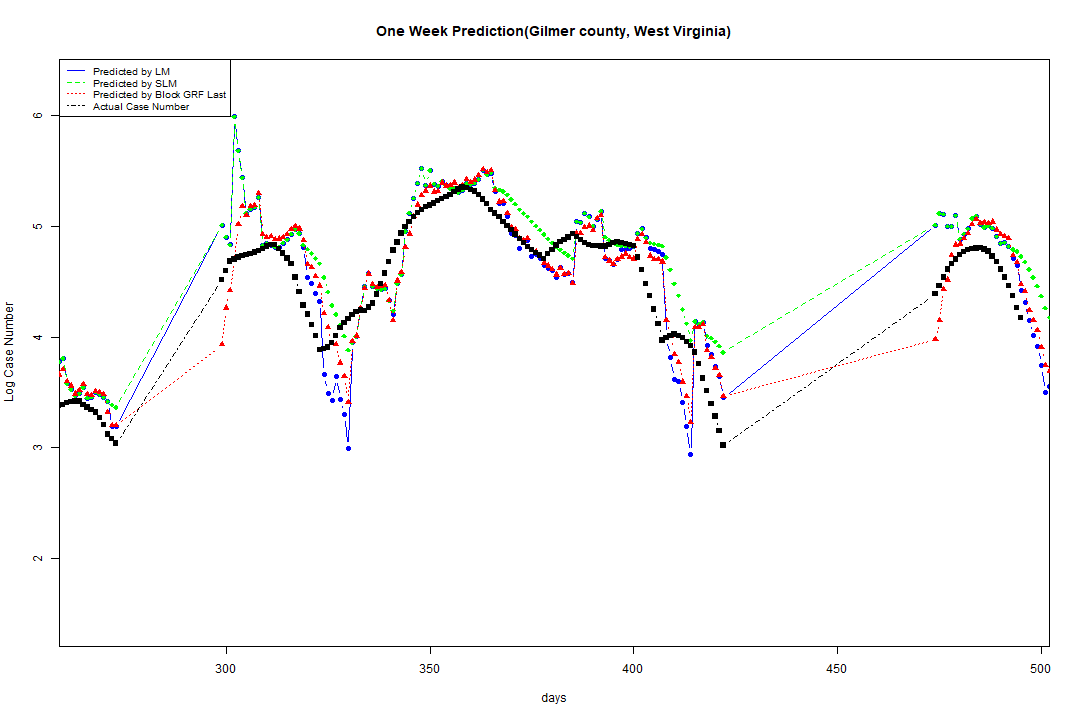 One Week Prediction(Gilmer county, West Virginia)
Predicted by LM
Predicted by SLM
Predicted by Block GRF Last
Actual Case Number
6
5
4
3
2
Log Case Number
300 350 400 450 500
days